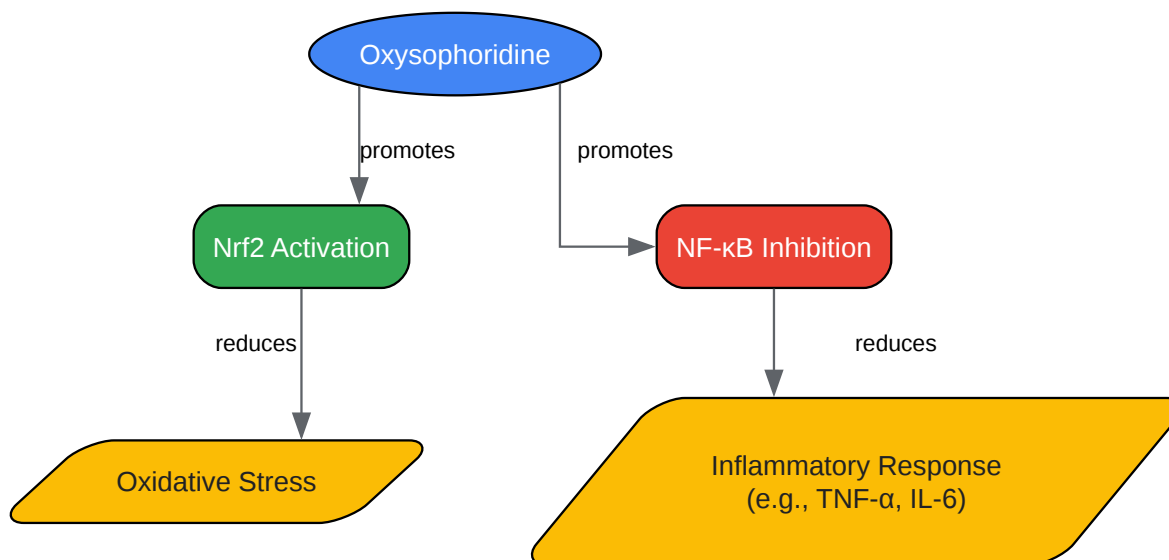 Oxysophoridine
promotes
promotes
Nrf2 Activation
NF-κB Inhibition
reduces
reduces
Oxidative Stress
Inflammatory Response
(e.g., TNF-α, IL-6)